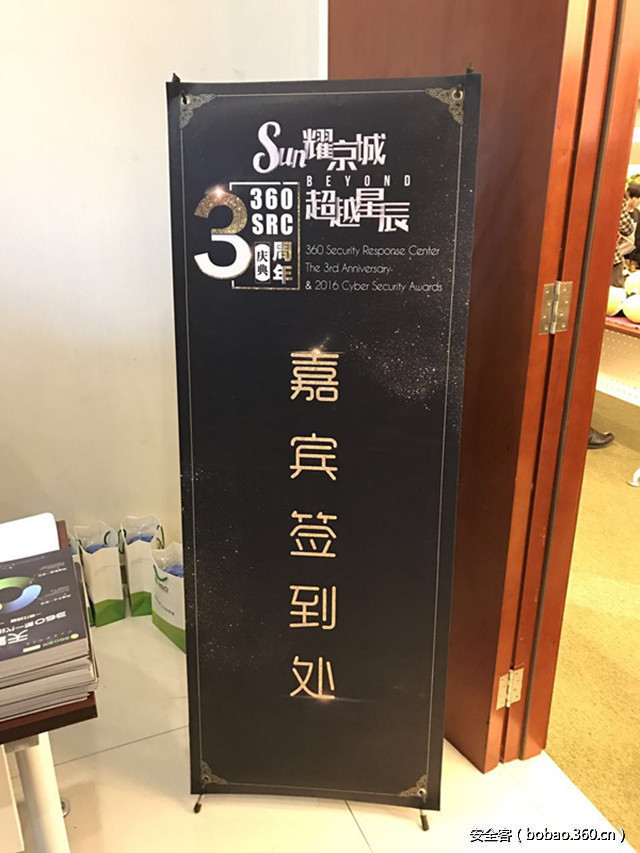 Sun耀京城
BEYOND
超越星辰
3
360
SRC
周年
庆典
360 Security Response Center
The 3rd Anniversary
& 2016 Cyber Security Awards
嘉宾签到处
安全客（bobao.360.cn）